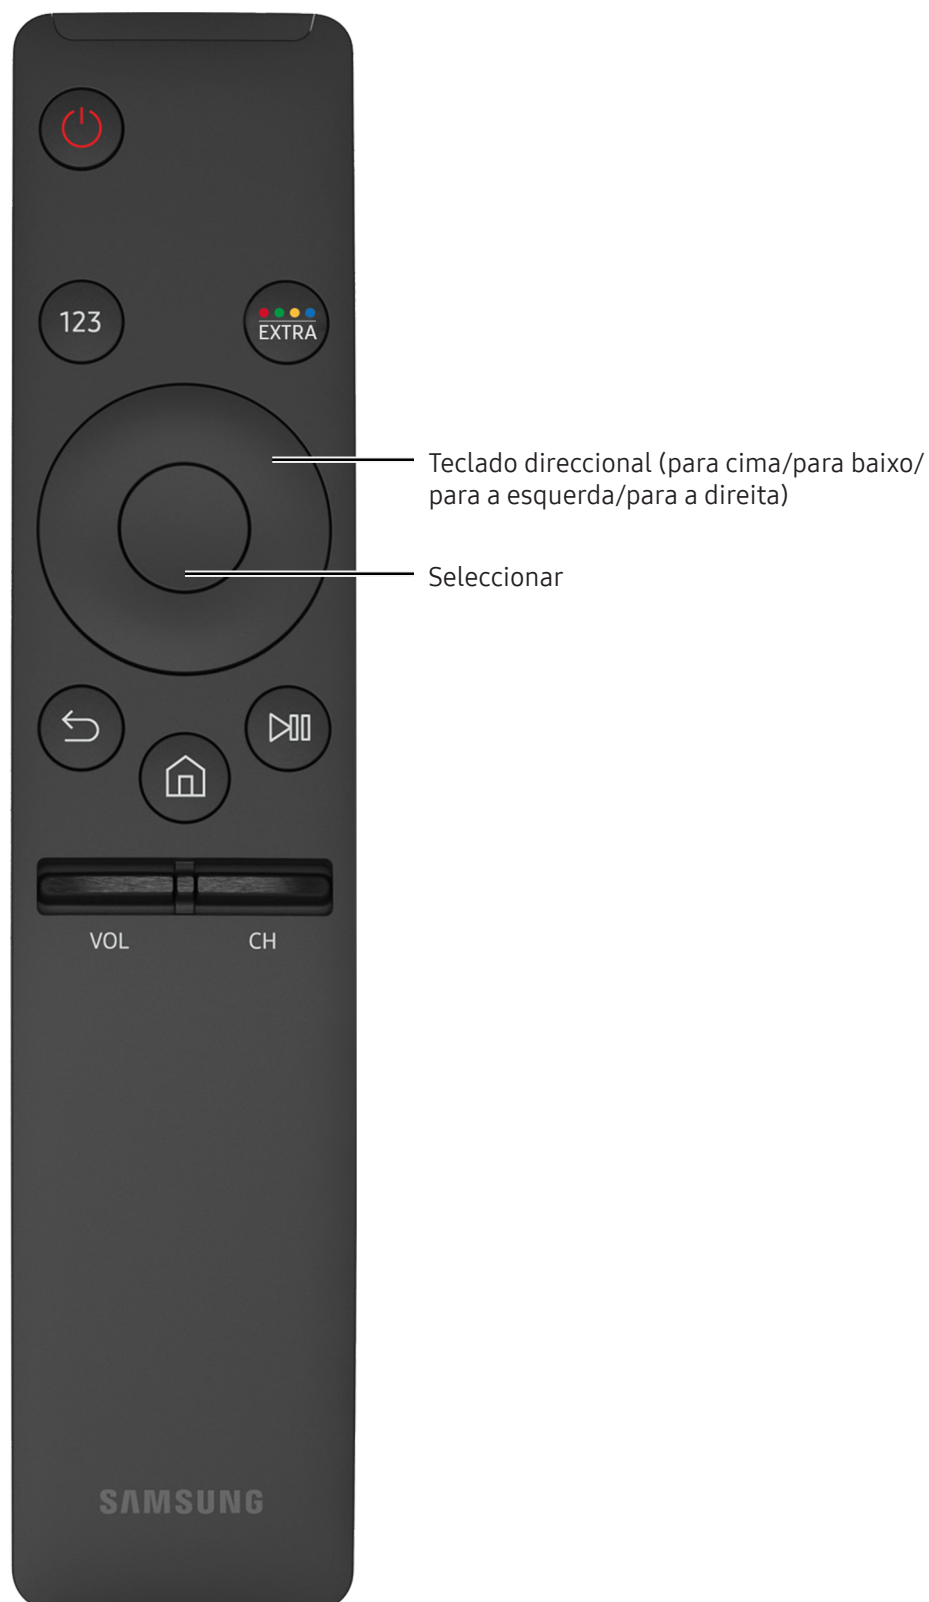 123
EXTRA
Teclado direccional (para cima/para baixo/
para a esquerda/para a direita)
Seleccionar
VOL
CH
SAMSUNG